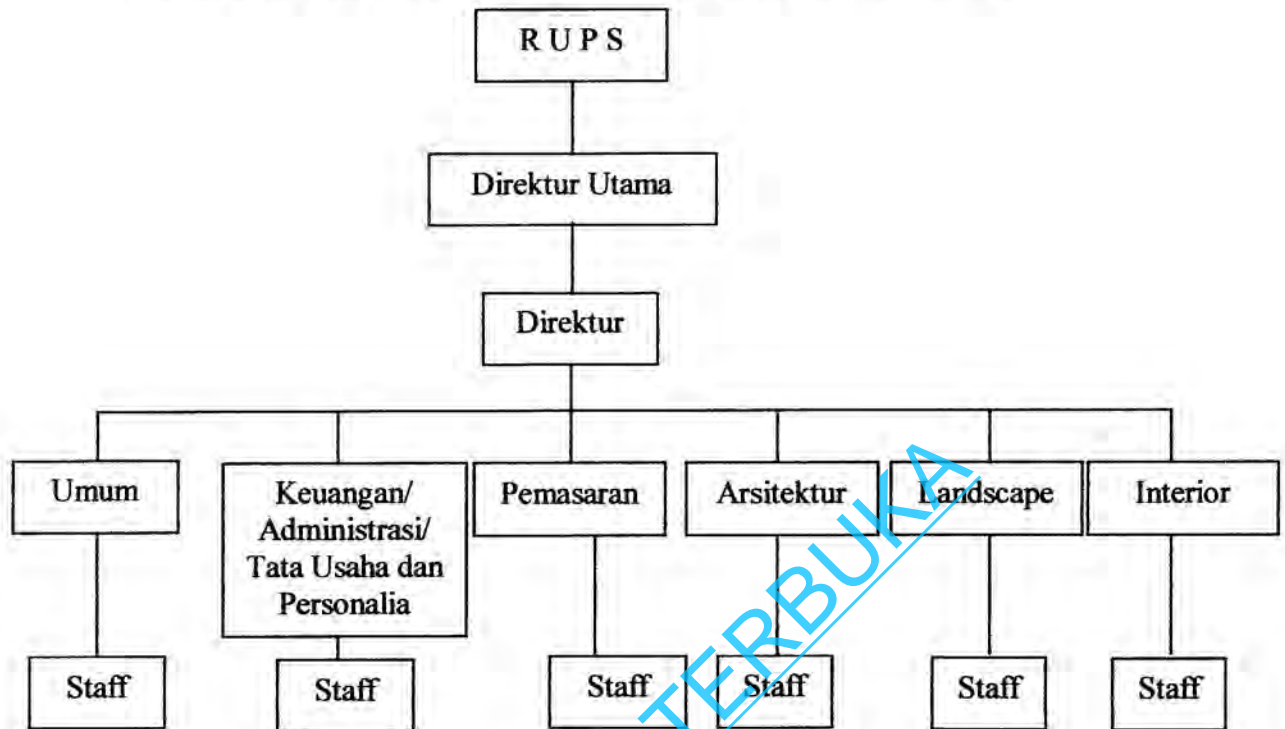 R U P S
Direktur Utama
Direktur
Umum
Keuangan/
Administrasi/
Tata Usaha dan
Personalia
Pemasaran
Arsitektur
Landscape
Interior
Staff
Staff
Staff
Staff
Staff
Staff
TERBUKA